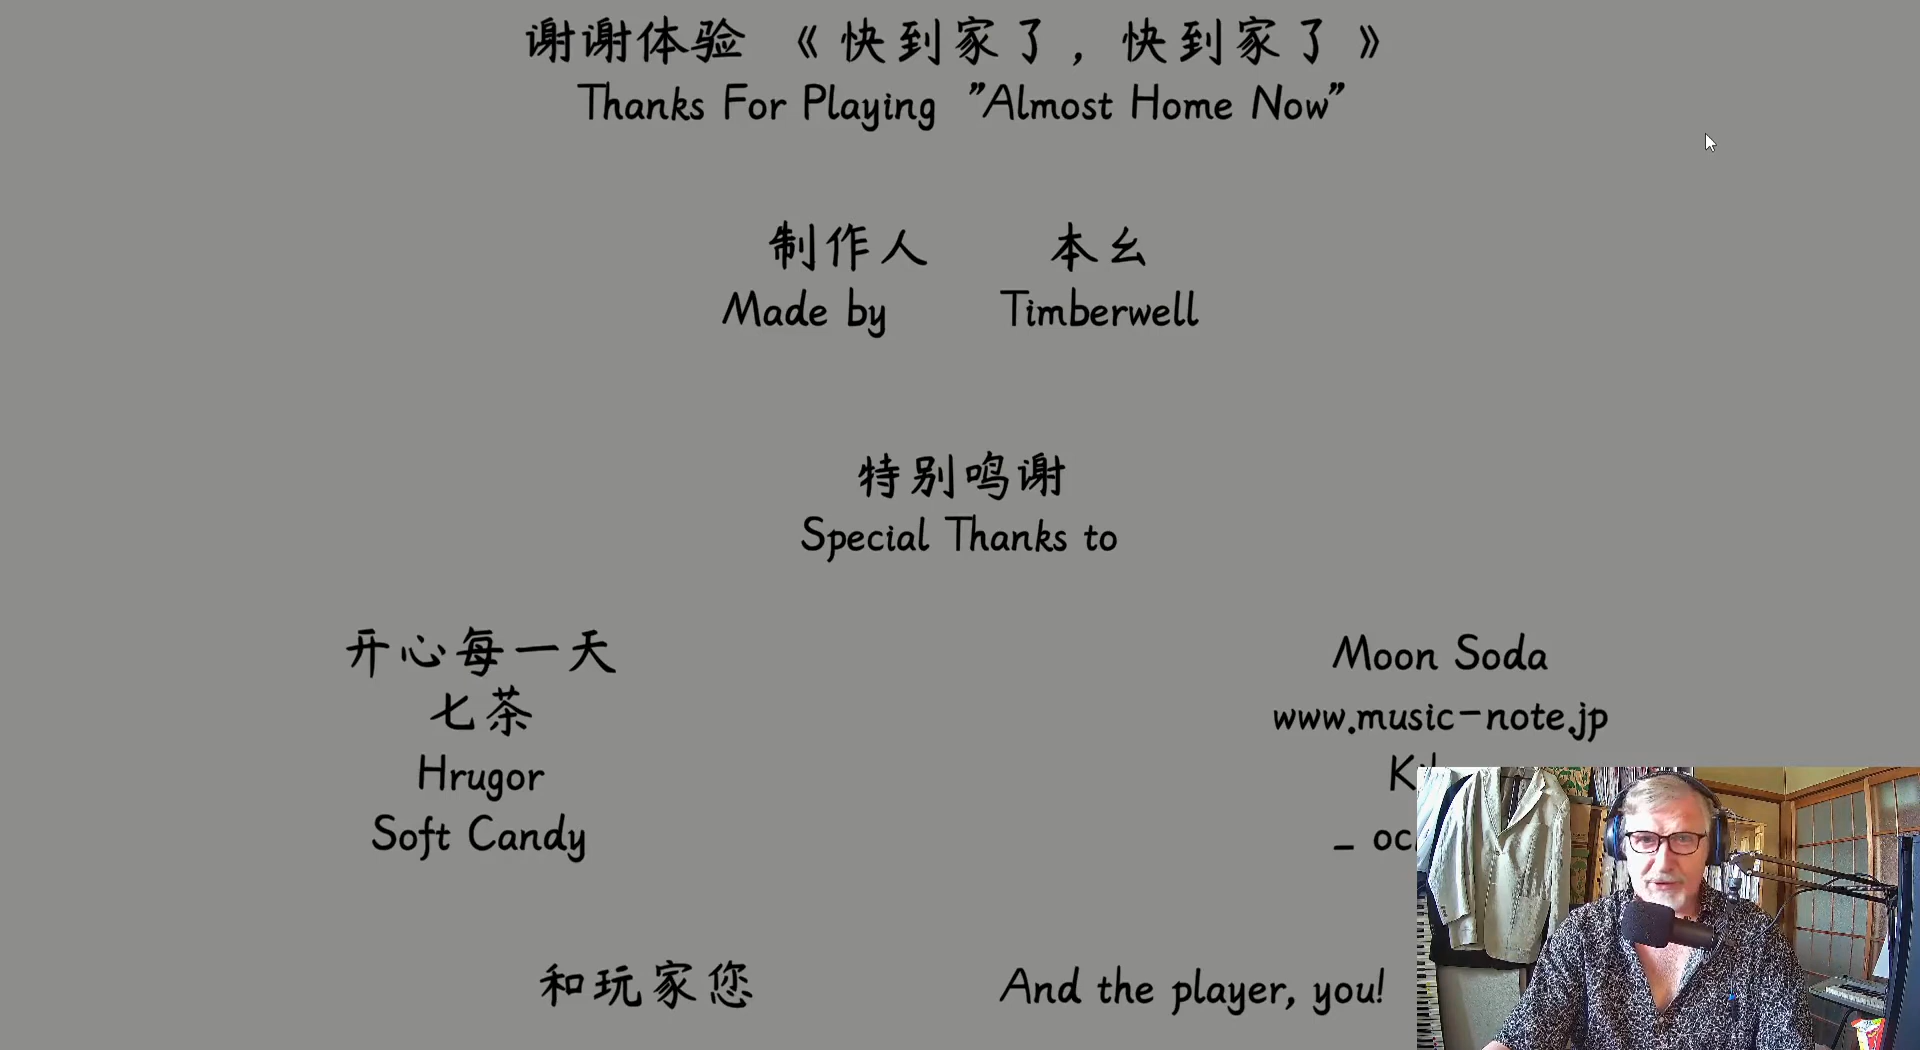 谢谢体验 《快到家了，快到家了》
Thanks For Playing "Almost Home Now"
制作人 本幺
Made by Timberwell
特别鸣谢
Special Thanks to
开心每一天 Moon Soda
七茶 www.music-note.jp
Hrugor
Soft Candy
和玩家您 And the player, you!